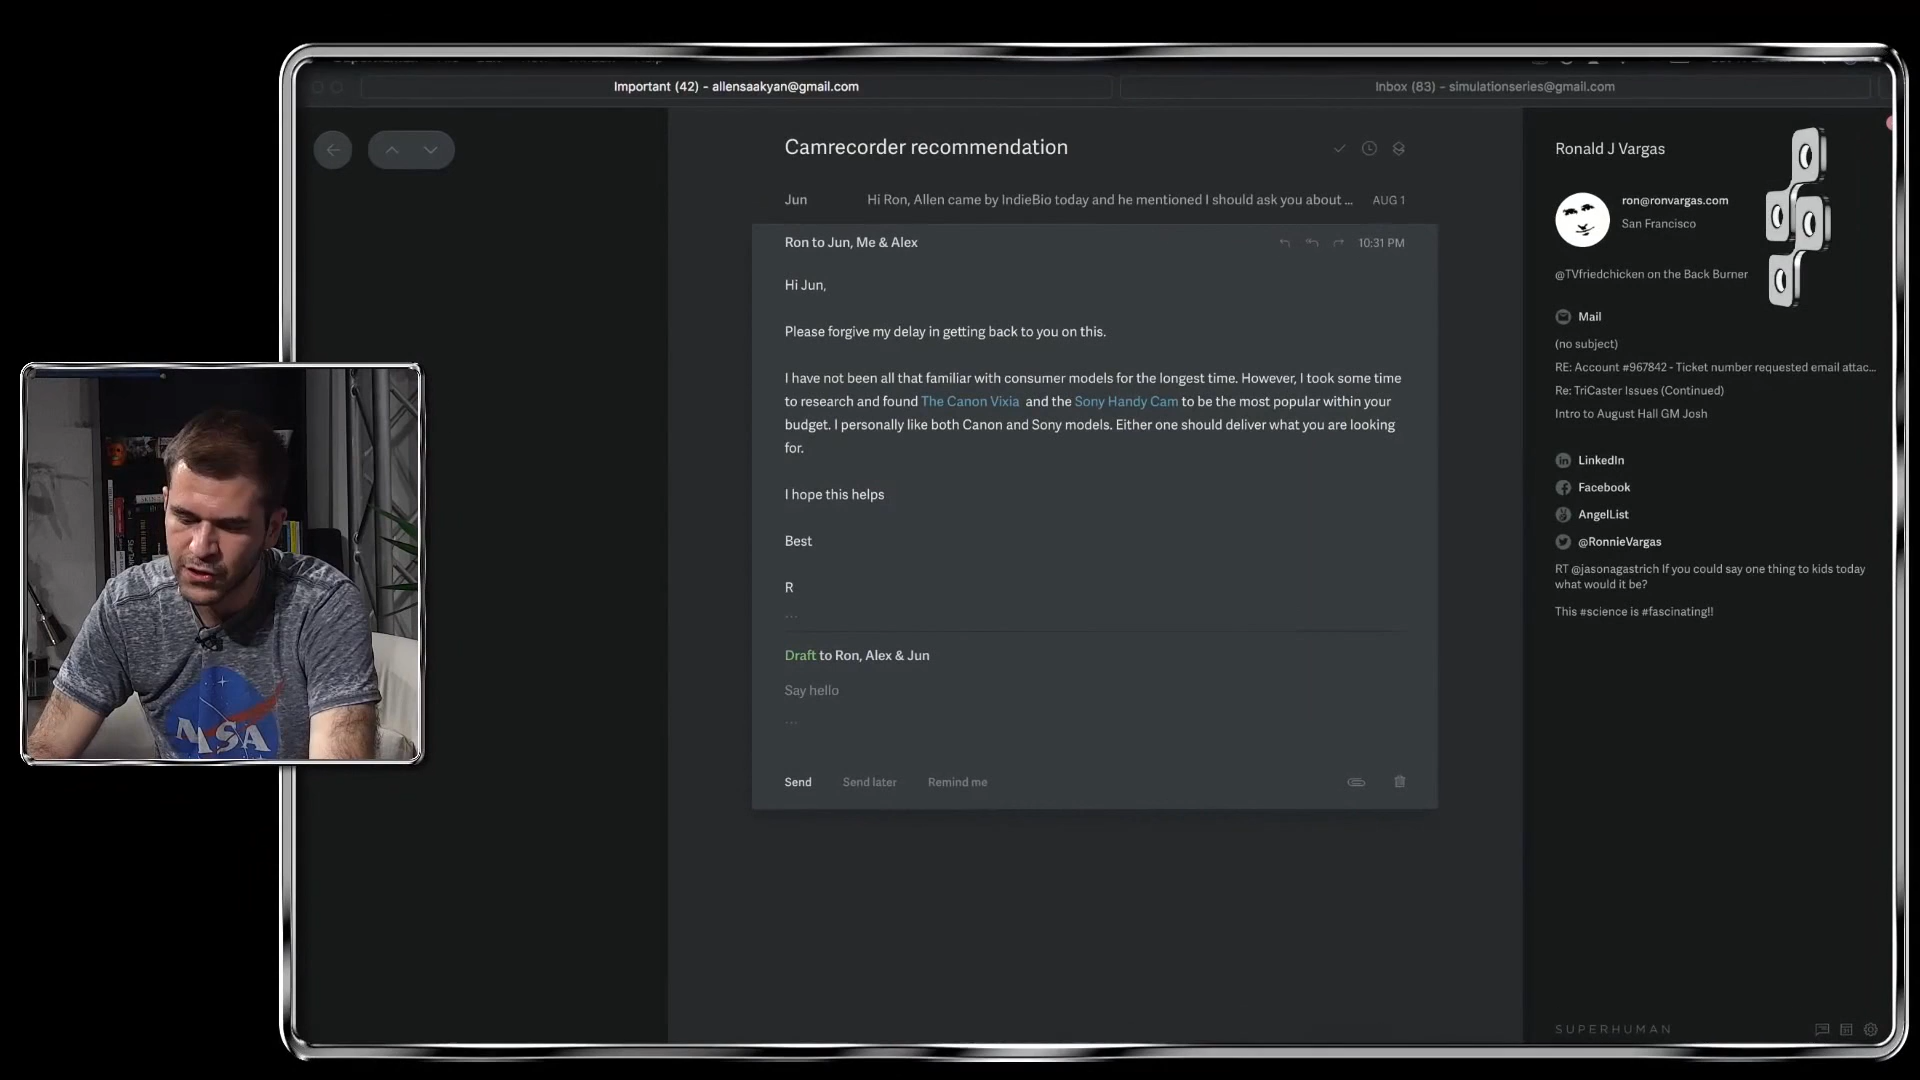 Important (42) - allensaakyan@gmail.com
Inbox (83) - simulationseries@gmail.com
Camrecorder recommendation
Jun Hi Ron, Allen came by IndieBio today and he mentioned I should ask you about ... AUG 1
Ron to Jun, Me & Alex 10:31 PM
Hi Jun,
Please forgive my delay in getting back to you on this.
I have not been all that familiar with consumer models for the longest time. However, I took some time
to research and found The Canon Vixia and the Sony Handy Cam to be the most popular within your
budget. I personally like both Canon and Sony models. Either one should deliver what you are looking
for.
I hope this helps
Best
R
...
Draft to Ron, Alex & Jun
Say hello
...
Send Send later Remind me
Ronald J Vargas
ron@ronvargas.com
San Francisco
@TVfriedchicken on the Back Burner
Mail
(no subject)
RE: Account #967842 - Ticket number requested email attac...
Re: TriCaster Issues (Continued)
Intro to August Hall GM Josh
LinkedIn
Facebook
AngelList
@RonnieVargas
RT @jasonagastrich If you could say one thing to kids today
what would it be?
This #science is #fascinating!!
SUPERHUMAN
NASA